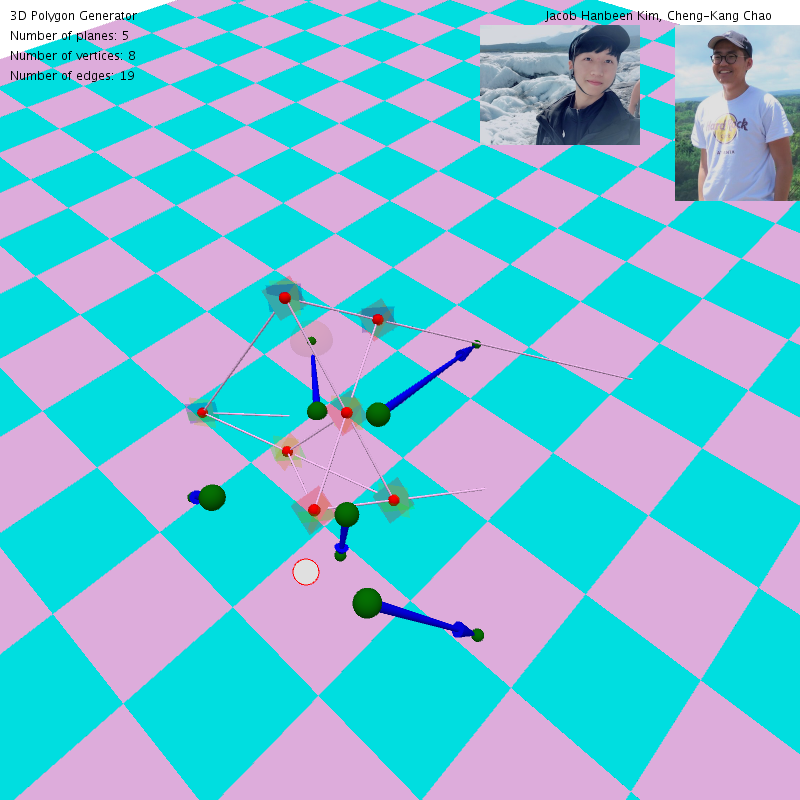 3D Polygon Generator
Jacob Hanbeen Kim, Cheng-Kang Chao
Number of planes: 5
Number of vertices: 8
Number of edges: 19